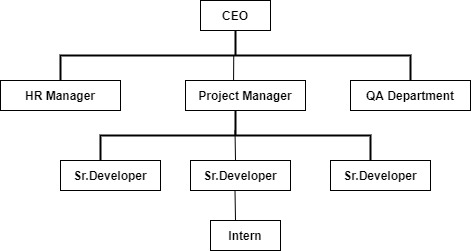 CEO
HR Manager
Project Manager
QA Department
Sr.Developer
Sr.Developer
Sr.Developer
Intern